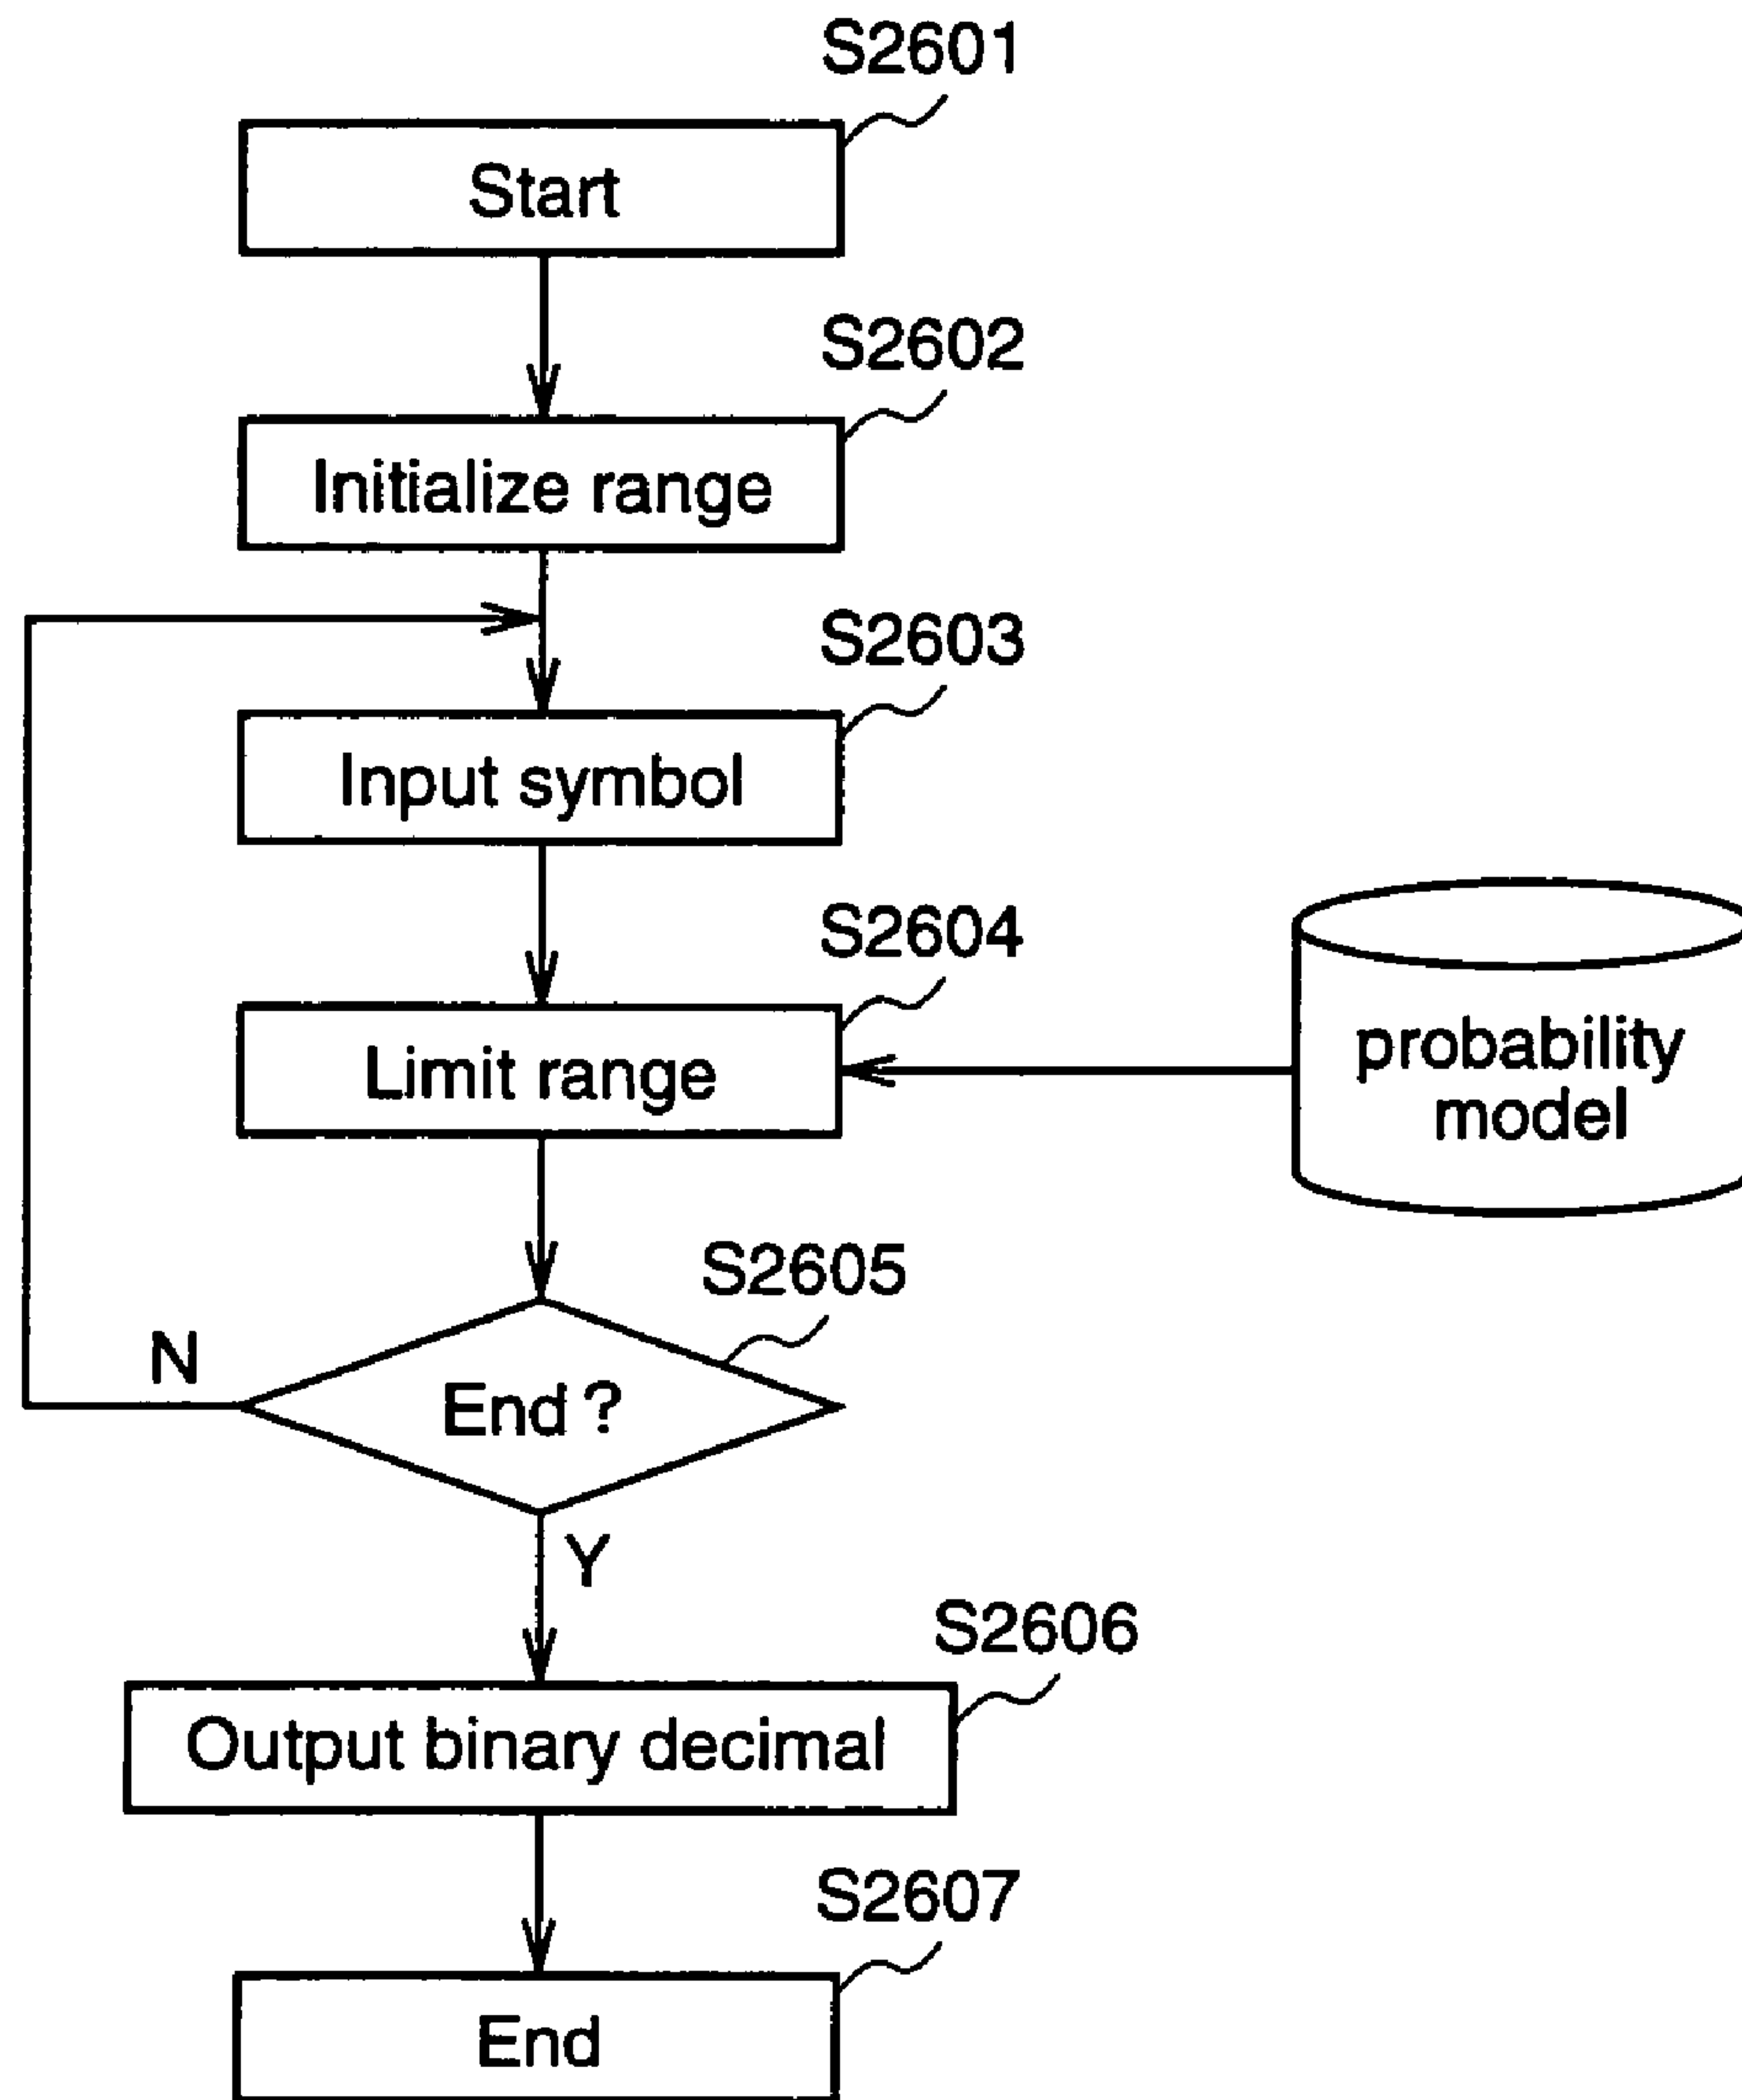 S2601
Start
S2602
Initialize range
S2603
Input symbol
S2604
Limit range
probability
model
S2605
N
End ?
Y
S2606
Output binary decimal
S2607
End